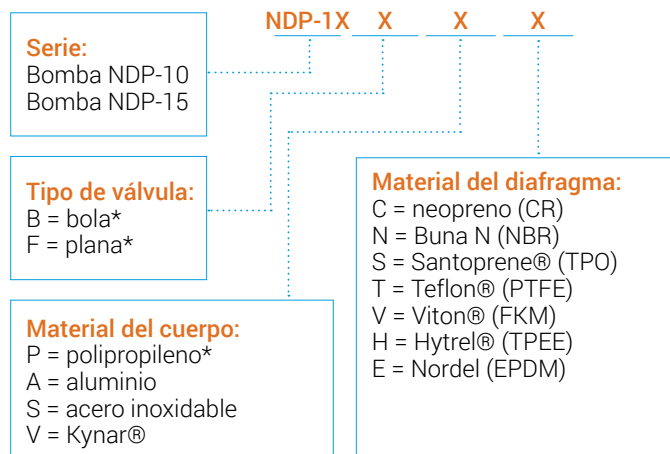 NDP-1X X X X
Serie:
Bomba NDP-10
Bomba NDP-15
Tipo de válvula:
B = bola*
F = plana*
Material del cuerpo:
P = polipropileno*
A = aluminio
S = acero inoxidable
V = Kynar®
Material del diafragma:
C = neopreno (CR)
N = Buna N (NBR)
S = Santoprene® (TPO)
T = Teflon® (PTFE)
V = Viton® (FKM)
H = Hytrel® (TPEE)
E = Nordel (EPDM)